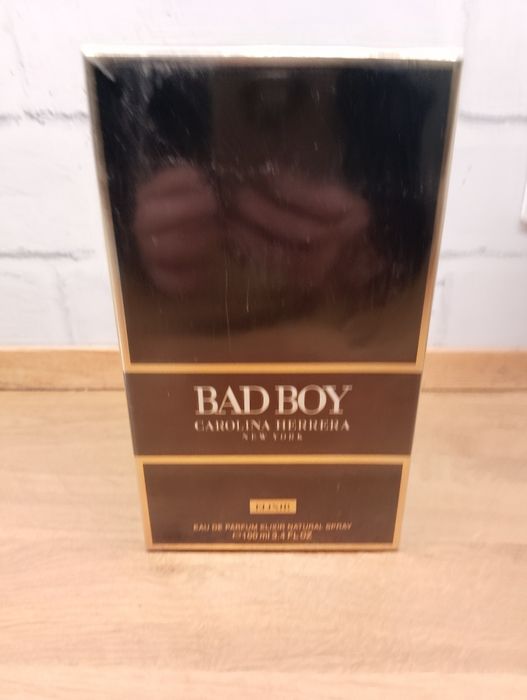 BAD BOY
CAROLINA HERRERA
NEW YORK
ELIXIR
EAU DE PARFUM ELIXIR NATURAL SPRAY
℮100 ml 3.4 FL.OZ